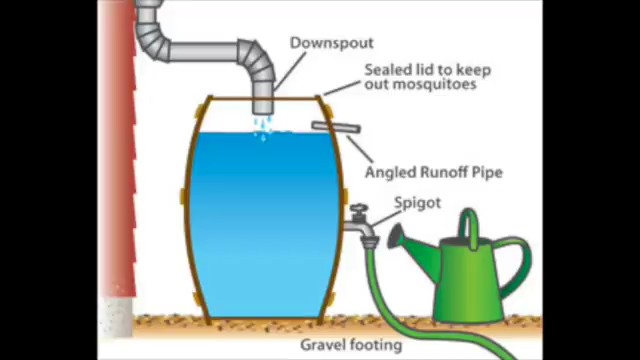 Downspout
Sealed lid to keep
out mosquitoes
Angled Runoff Pipe
Spigot
Gravel footing